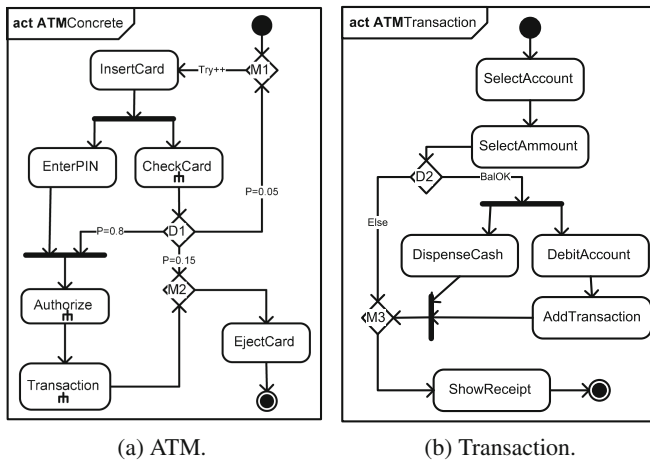 act ATMConcrete
M1
Try++
InsertCard
EnterPIN
CheckCard
P=0.05
P=0.8
D1
P=0.15
M2
Authorize
EjectCard
Transaction
(a) ATM.
act ATMTransaction
SelectAccount
SelectAmmount
D2
BalOK
Else
DispenseCash
DebitAccount
M3
AddTransaction
ShowReceipt
(b) Transaction.